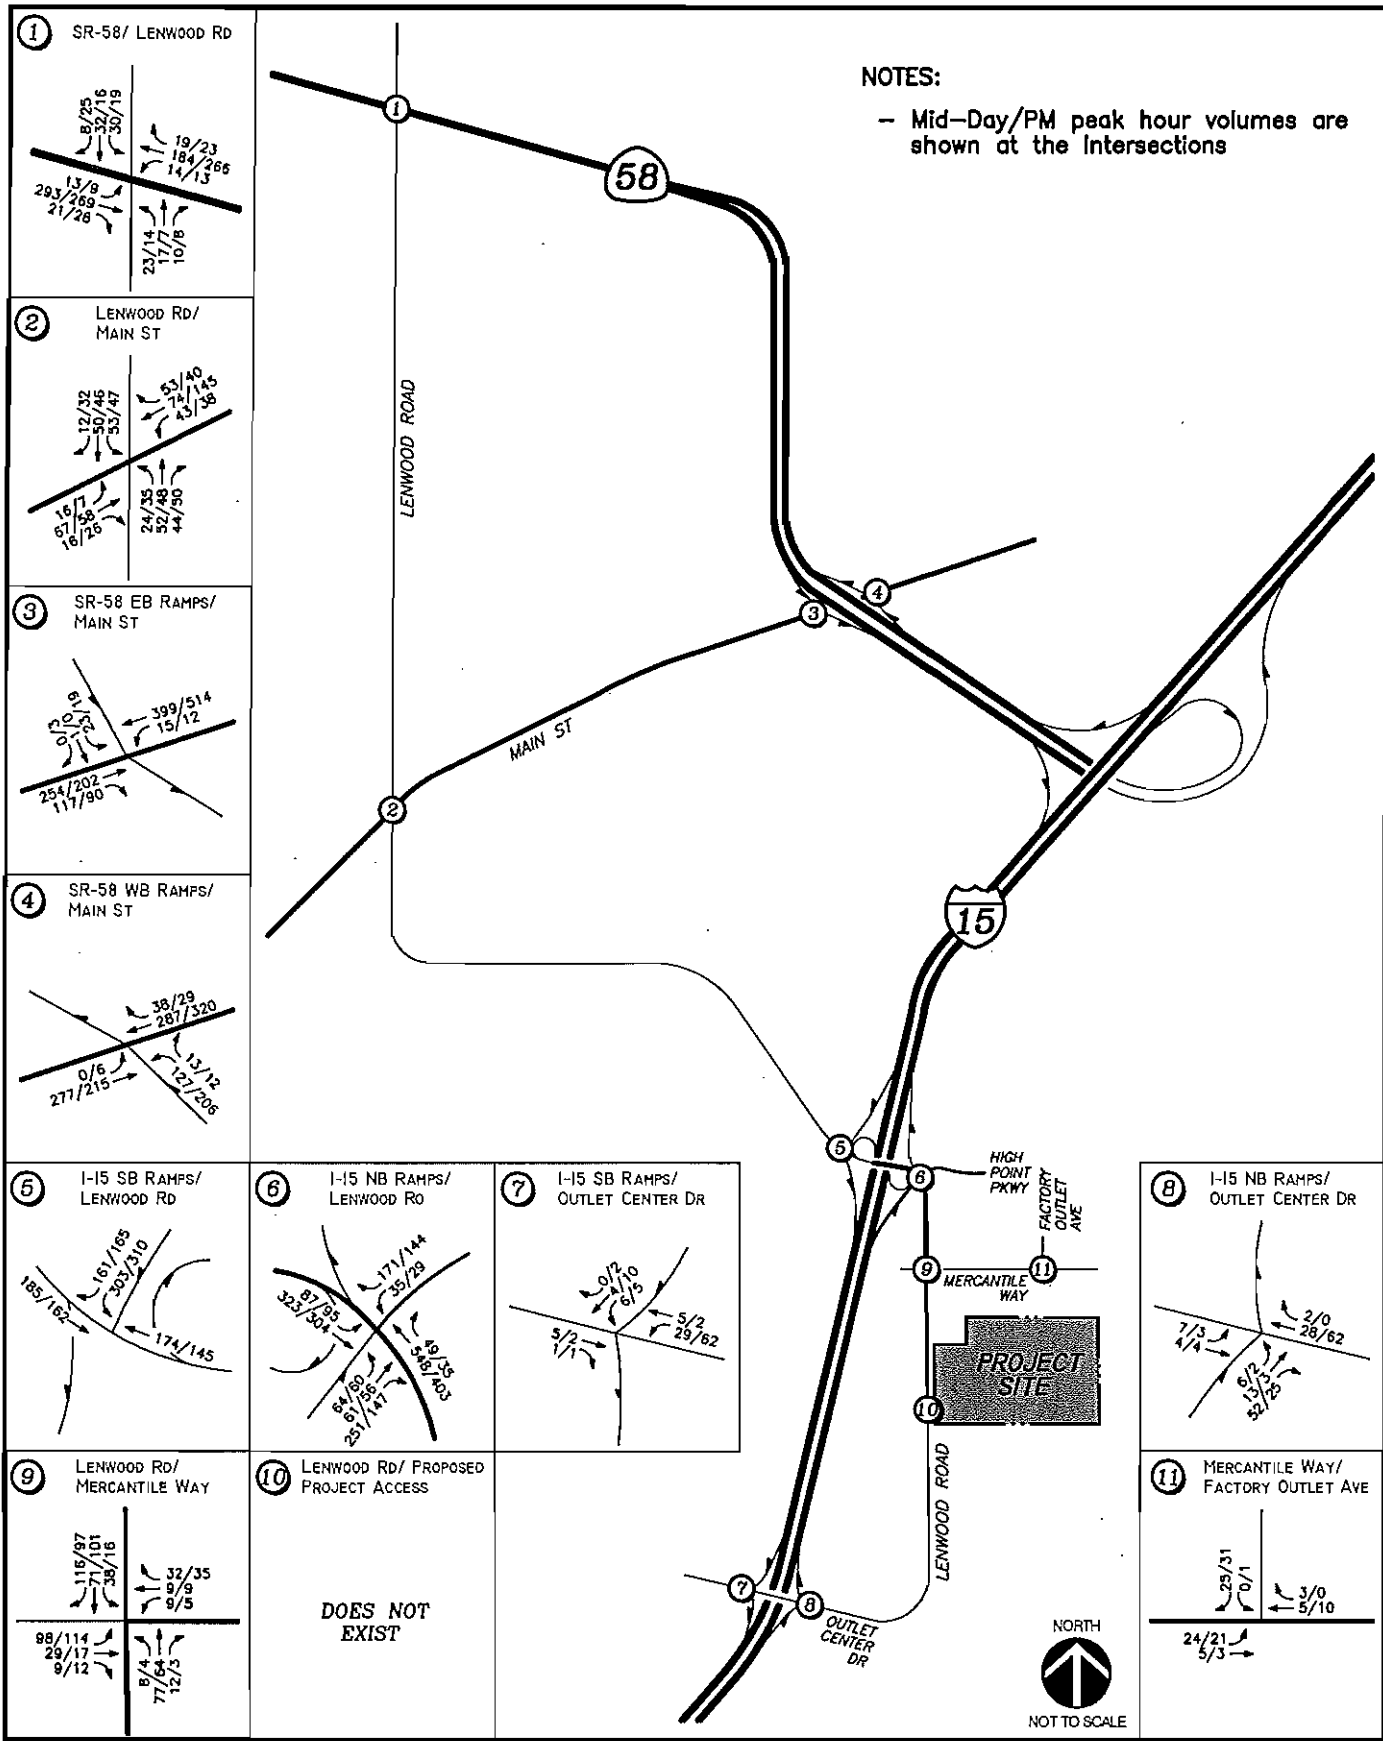 1 SR-58/ LENWOOD RD
8/25
32/16
30/19
19/23
184/266
14/13
13/9
293/269
21/28
23/14
17/7
10/8
2 LENWOOD RD/
MAIN ST
12/32
50/46
53/47
53/40
74/145
43/38
16/7
67/58
16/26
24/35
52/48
44/50
3 SR-58 EB RAMPS/
MAIN ST
0/3
1/0
23/19
399/514
15/12
254/202
117/90
4 SR-58 WB RAMPS/
MAIN ST
38/29
287/320
0/6
277/215
13/12
127/206
5 I-15 SB RAMPS/
LENWOOD RD
161/165
303/310
185/162
174/145
6 I-15 NB RAMPS/
LENWOOD RO
171/144
35/29
87/95
323/304
49/35
548/403
64/60
61/56
251/147
7 I-15 SB RAMPS/
OUTLET CENTER DR
0/2
/10
6/5
5/2
29/62
5/2
1/1
8 I-15 NB RAMPS/
OUTLET CENTER DR
2/0
28/62
7/3
4/4
6/2
13/3
52/25
9 LENWOOD RD/
MERCANTILE WAY
116/97
71/101
38/16
32/35
9/9
9/5
98/114
29/17
9/12
8/4
77/64
12/3
10 LENWOOD RD/ PROPOSED
PROJECT ACCESS
DOES NOT
EXIST
11 MERCANTILE WAY/
FACTORY OUTLET AVE
25/31
0/1
3/0
5/10
24/21
5/3
NOTES:
- Mid-Day/PM peak hour volumes are
shown at the Intersections
1
58
LENWOOD ROAD
4
3
MAIN ST
2
15
5
6
HIGH
POINT
PKWY
FACTORY
OUTLET
AVE
9
11
MERCANTILE
WAY
PROJECT
SITE
10
LENWOOD ROAD
7
8
OUTLET
CENTER
DR
NORTH
NOT TO SCALE